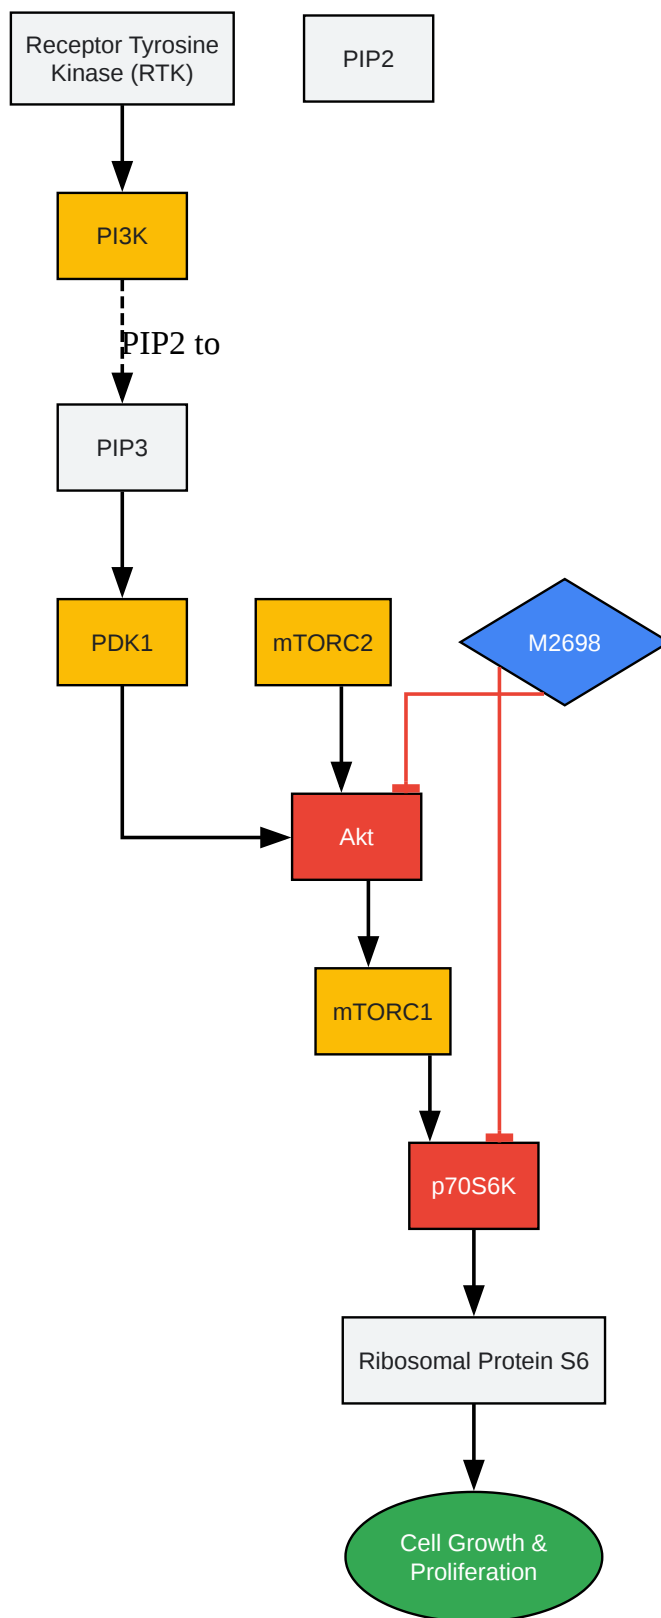 Receptor Tyrosine
Kinase (RTK)
PIP2
PI3K
PIP2 to
PIP3
PDK1
mTORC2
M2698
Akt
mTORC1
p70S6K
Ribosomal Protein S6
Cell Growth &
Proliferation